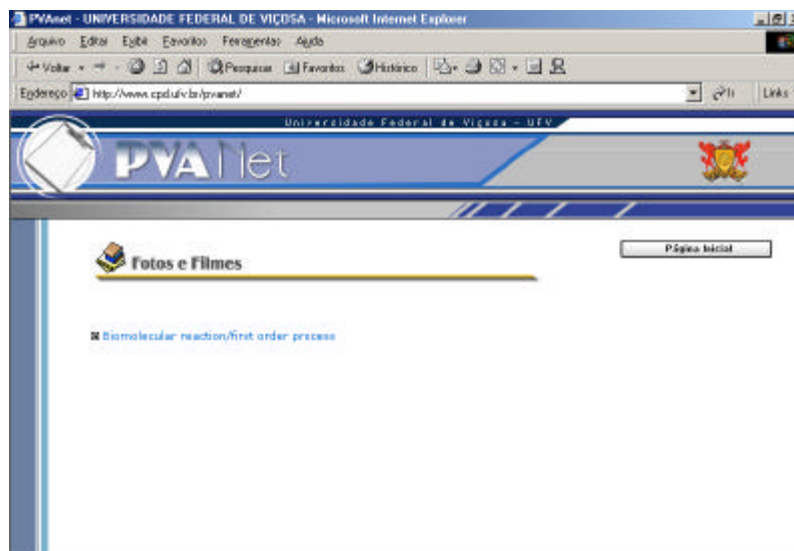 PVAnet - UNIVERSIDADE FEDERAL DE VIÇOSA - Microsoft Internet Explorer
Arquivo Editar Exibir Favoritos Ferramentas Ajuda
Voltar Pesquisar Favoritos Histórico
Endereço http://www.cpd.ufv.br/pvanet/ Ir Links
Universidade Federal de Viçosa - UFV
PVANet
Fotos e Filmes
Página Inicial
Biomolecular reaction/first order process